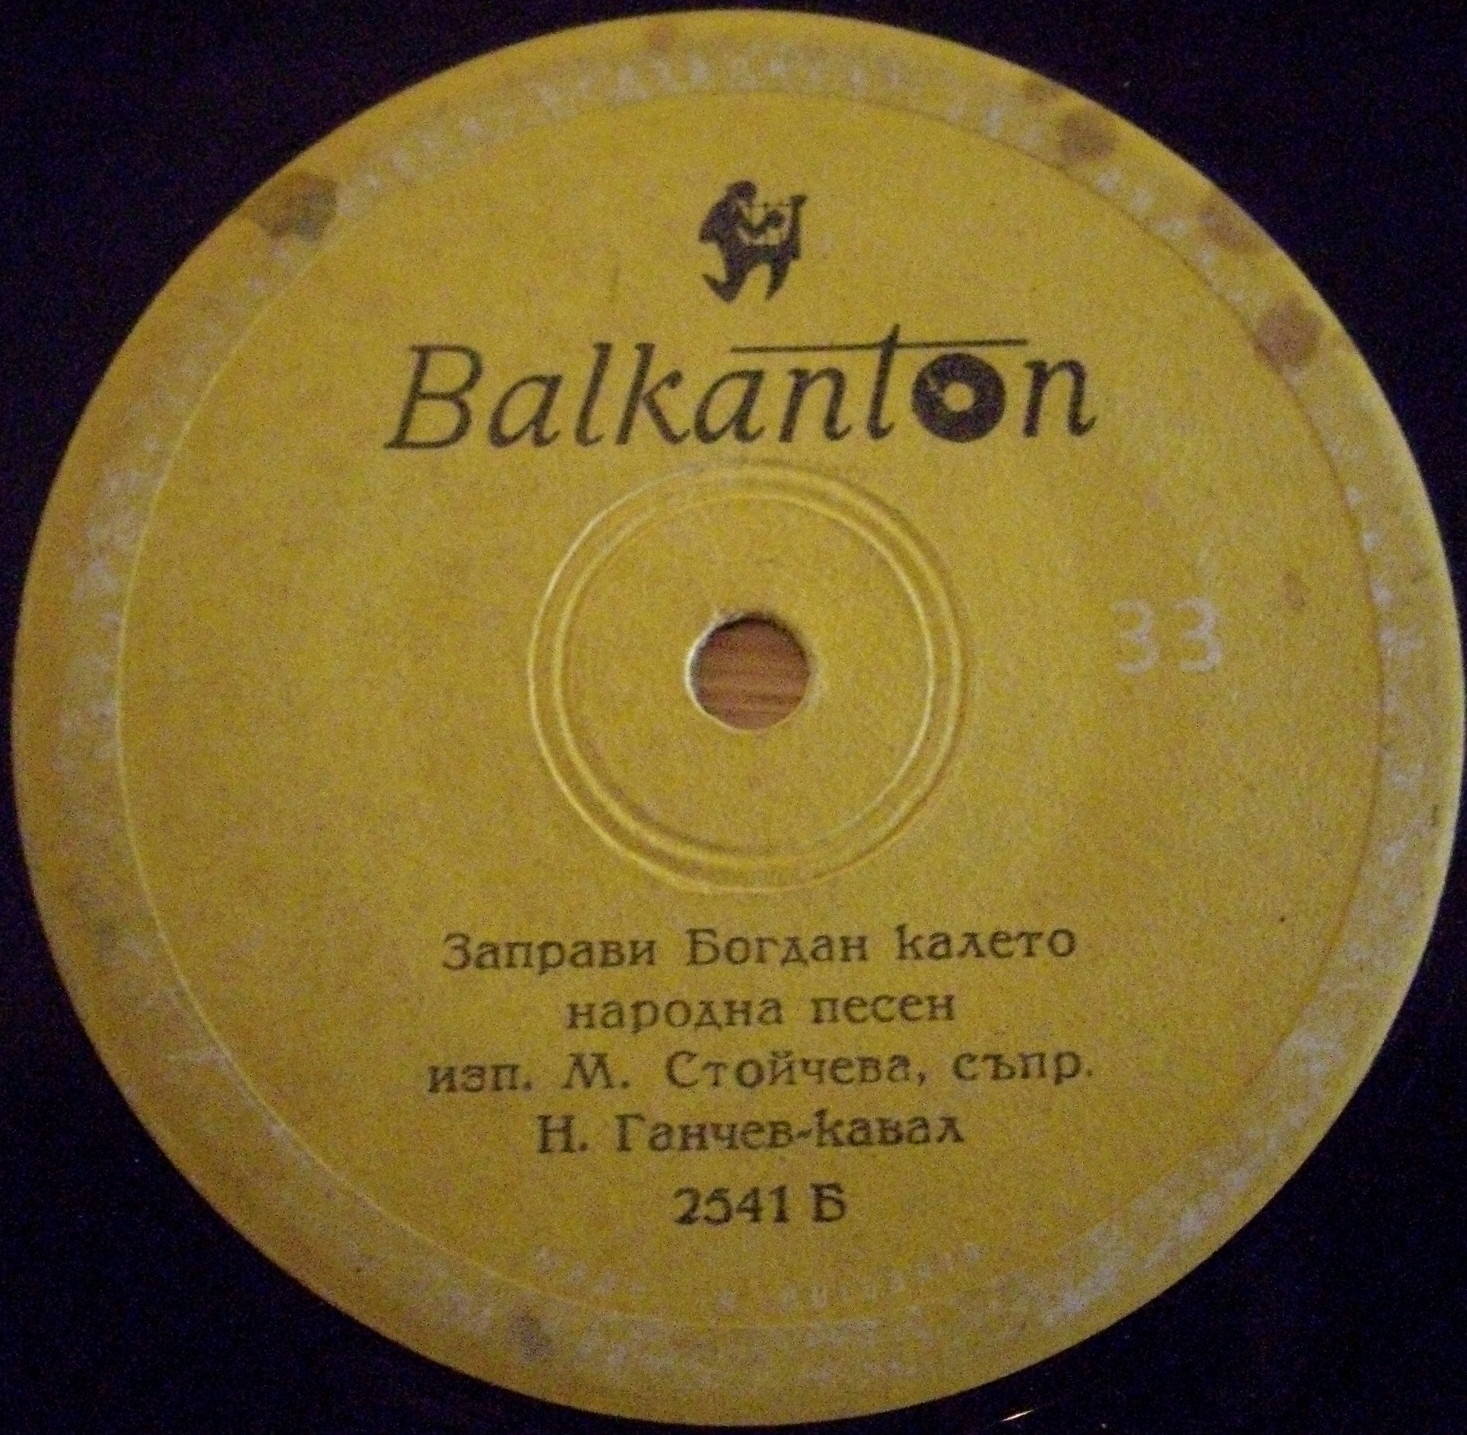 Balkanton
33
Заправи Богдан калето
народна песен
изп. М. Стойчева, съпр.
Н. Ганчев-кавал
2541 Б